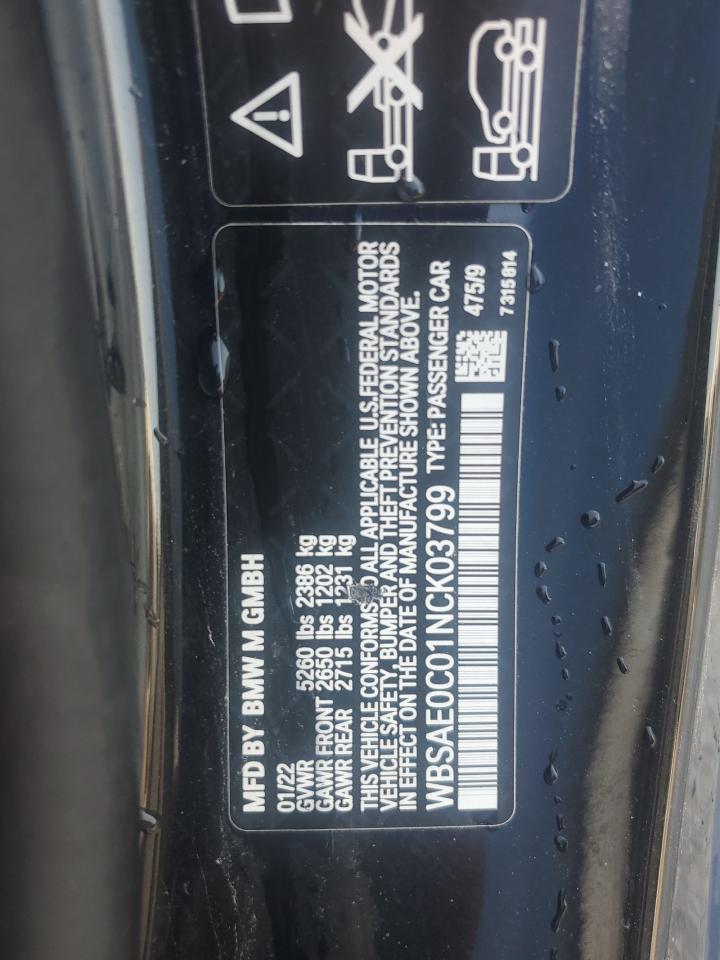 MFD BY BMW M GMBH
01/22
GVWR 5260 lbs 2386 kg
GAWR FRONT 2650 lbs 1202 kg
GAWR REAR 2715 lbs 1231 kg
THIS VEHICLE CONFORMS TO ALL APPLICABLE U.S. FEDERAL MOTOR
VEHICLE SAFETY, BUMPER AND THEFT PREVENTION STANDARDS
IN EFFECT ON THE DATE OF MANUFACTURE SHOWN ABOVE.
WBSAE0C01NCK03799 TYPE: PASSENGER CAR
475/9
7 315 814